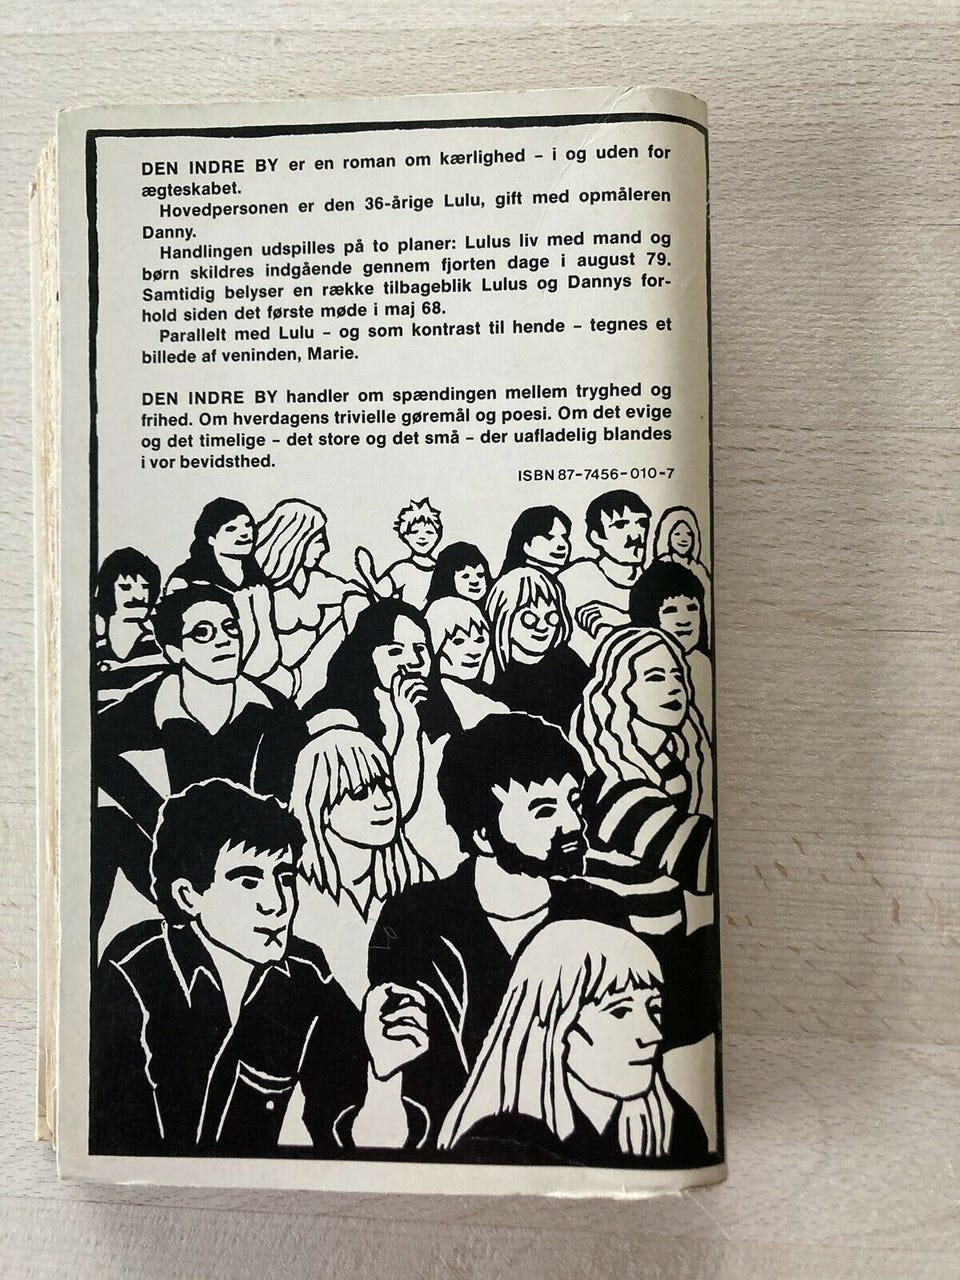 DEN INDRE BY er en roman om kærlighed – i og uden for
ægteskabet.
Hovedpersonen er den 36-årige Lulu, gift med opmåleren
Danny.
Handlingen udspilles på to planer: Lulus liv med mand og
børn skildres indgående gennem fjorten dage i august 79.
Samtidig belyser en række tilbageblik Lulus og Dannys for-
hold siden det første møde i maj 68.
Parallelt med Lulu – og som kontrast til hende – tegnes et
billede af veninden, Marie.
DEN INDRE BY handler om spændingen mellem tryghed og
frihed. Om hverdagens trivielle gøremål og poesi. Om det evige
og det timelige – det store og det små – der uafladelig blandes
i vor bevidsthed.
ISBN 87-7456-010-7